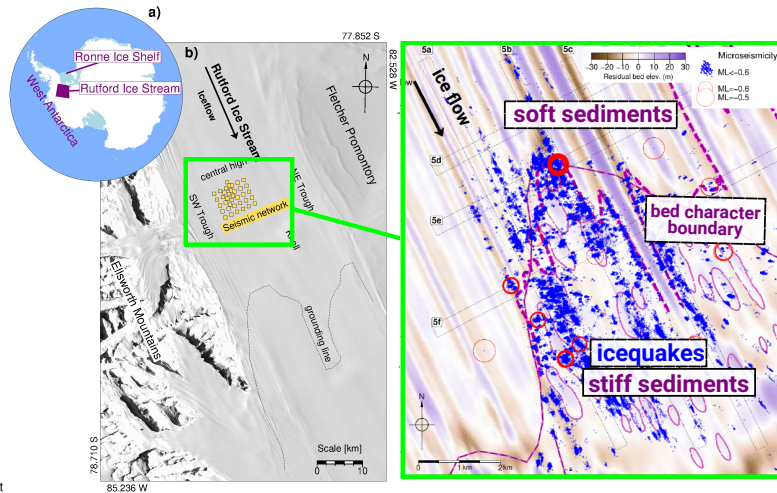 a)
Ronne Ice Shelf
Rutford Ice Stream
West Antarctica
b)
77.852 S
82.528 W
N
Rutford Ice Stream
Iceflow
Fletcher Promontory
central high
NE Trough
SW Trough
Seismic network
Knoll
Ellsworth Mountains
grounding line
Scale [km]
0 10
78.710 S
85.236 W
t
5a
5b
5c
-30 -20 -10 0 10 20 30
Residual bed elev. (m)
Microseismicity
ML<-0.6
ML=-0.6
ML=-0.5
ice flow
soft sediments
5d
5e
bed character
boundary
5f
icequakes
stiff sediments
N
0 1 km 2 km